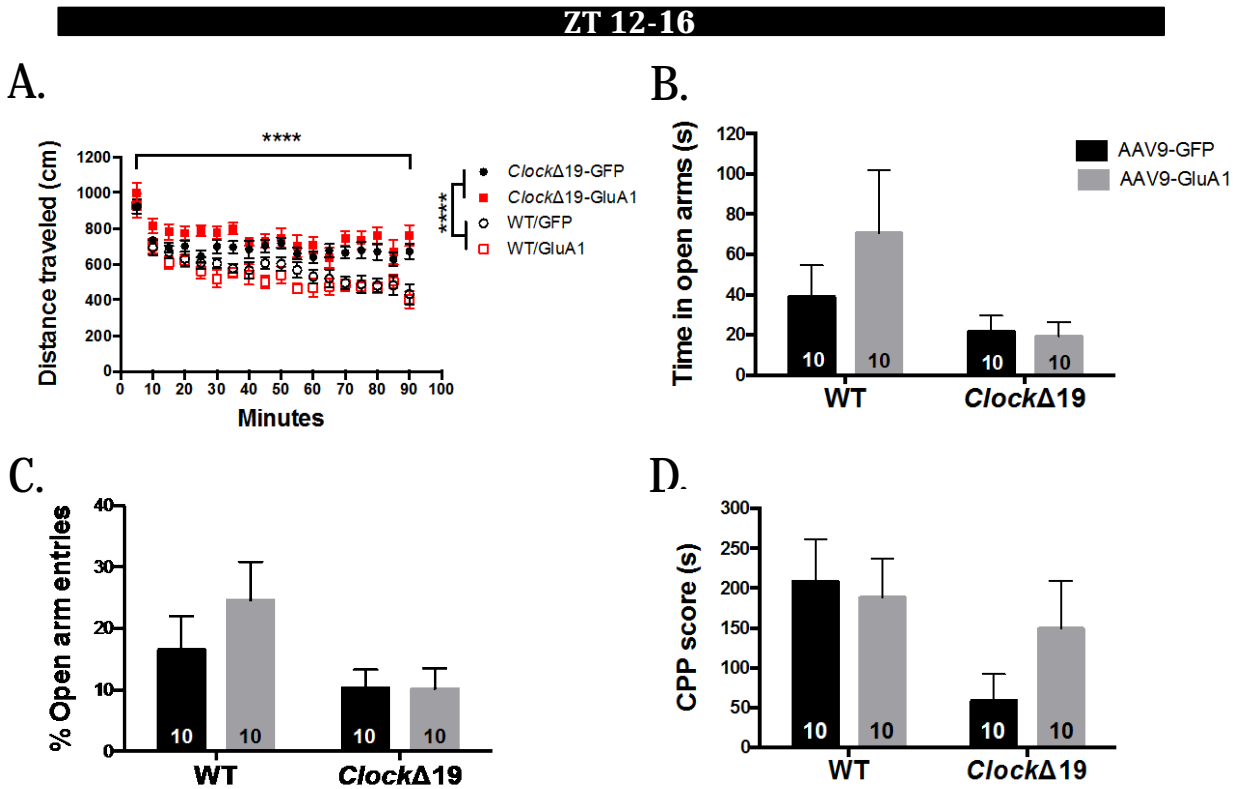 ZT 12-16
A.
Distance traveled (cm)
1200
1000
800
600
400
200
0
****
****
ClockΔ19-GFP
ClockΔ19-GluA1
WT/GFP
WT/GluA1
0 10 20 30 40 50 60 70 80 90 100
Minutes
B.
Time in open arms (s)
120
100
80
60
40
20
0
10 10 10 10
WT ClockΔ19
AAV9-GFP
AAV9-GluA1
C.
% Open arm entries
40
30
20
10
0
10 10 10 10
WT ClockΔ19
D.
CPP score (s)
300
250
200
150
100
50
0
10 10 10 10
WT ClockΔ19